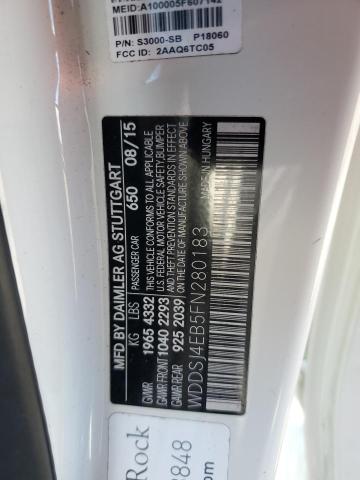 MEID:A100005F607142
P/N: S3000-SB P18060
FCC ID: 2AAQ6TC05
MFD BY DAIMLER AG STUTTGART
PASSENGER CAR 650 08/15
KG LBS
GVWR 1965 4332
GAWR FRONT 1040 2293
GAWR REAR 925 2039
THIS VEHICLE CONFORMS TO ALL APPLICABLE
U.S. FEDERAL MOTOR VEHICLE SAFETY, BUMPER
AND THEFT PREVENTION STANDARDS IN EFFECT
ON THE DATE OF MANUFACTURE SHOWN ABOVE
WDDSJ4EB5FN280183
MADE IN HUNGARY
Rock
3848
om